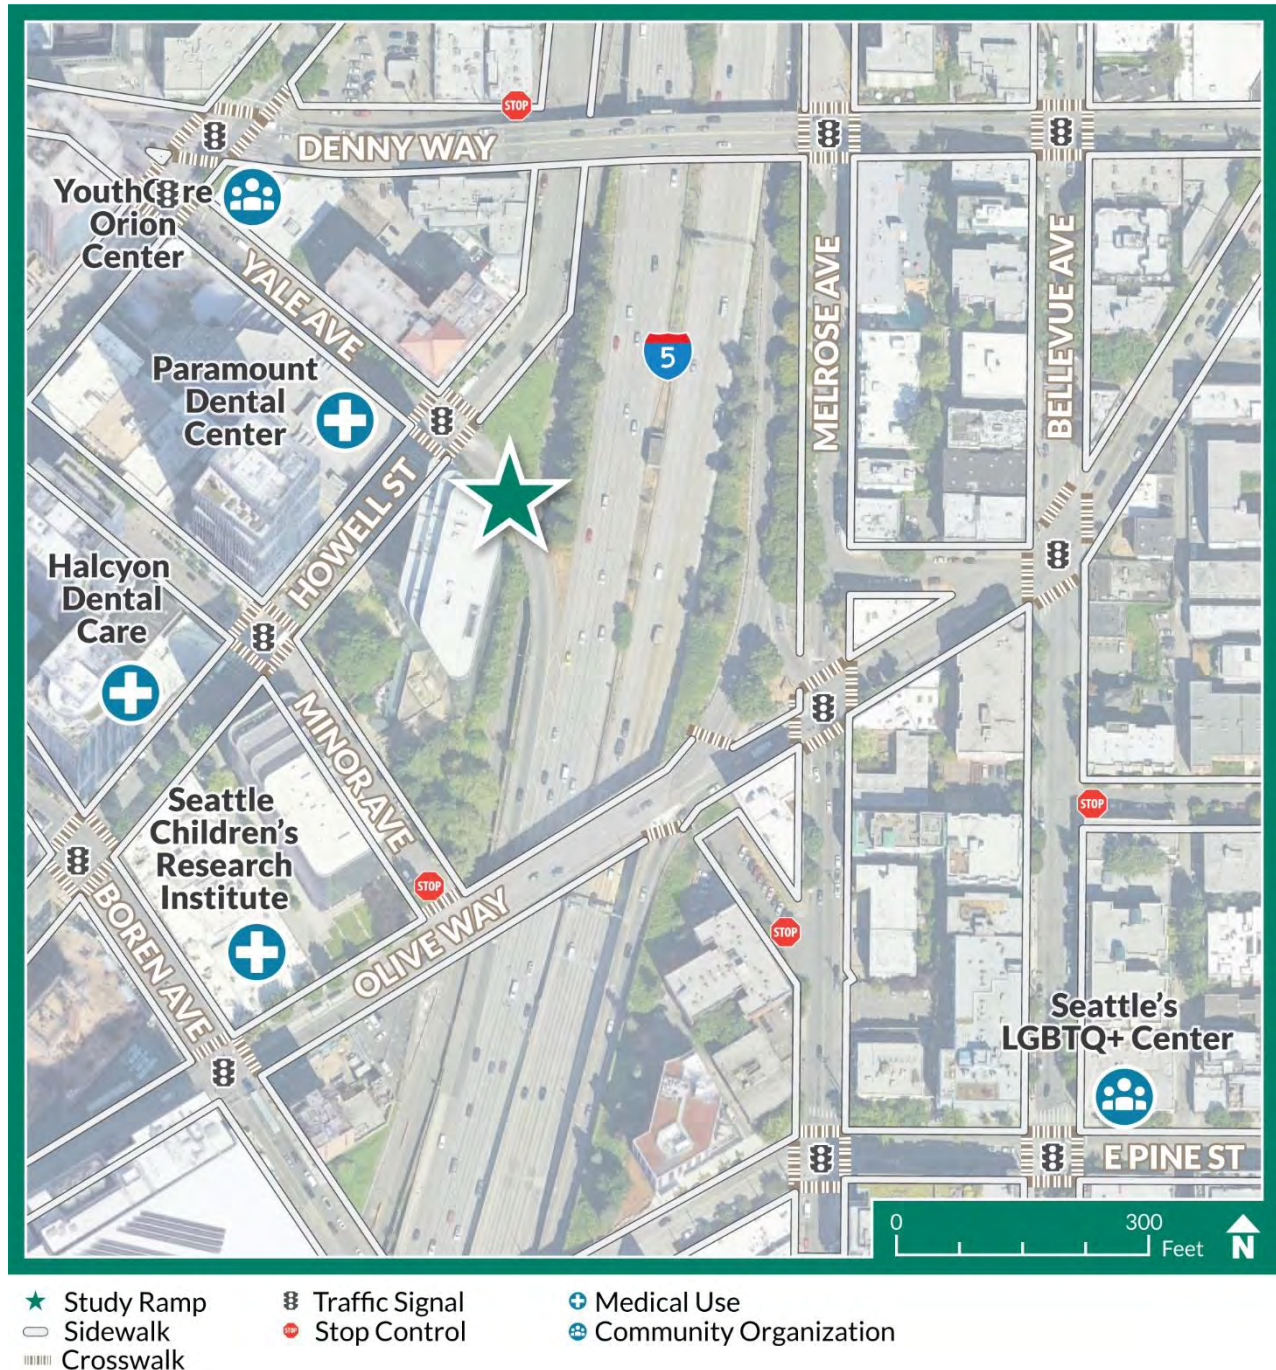 STOP
DENNY WAY
YouthCare
Orion
Center
YALE AVE
Paramount
Dental
Center
5
MELROSE AVE
BELLEVUE AVE
HOWELL ST
Halcyon
Dental
Care
MINOR AVE
Seattle
Children's
Research
Institute
STOP
STOP
BOREN AVE
OLIVE WAY
STOP
Seattle's
LGBTQ+ Center
E PINE ST
0 300
Feet
N
Study Ramp
Sidewalk
Crosswalk
Traffic Signal
STOP Stop Control
Medical Use
Community Organization